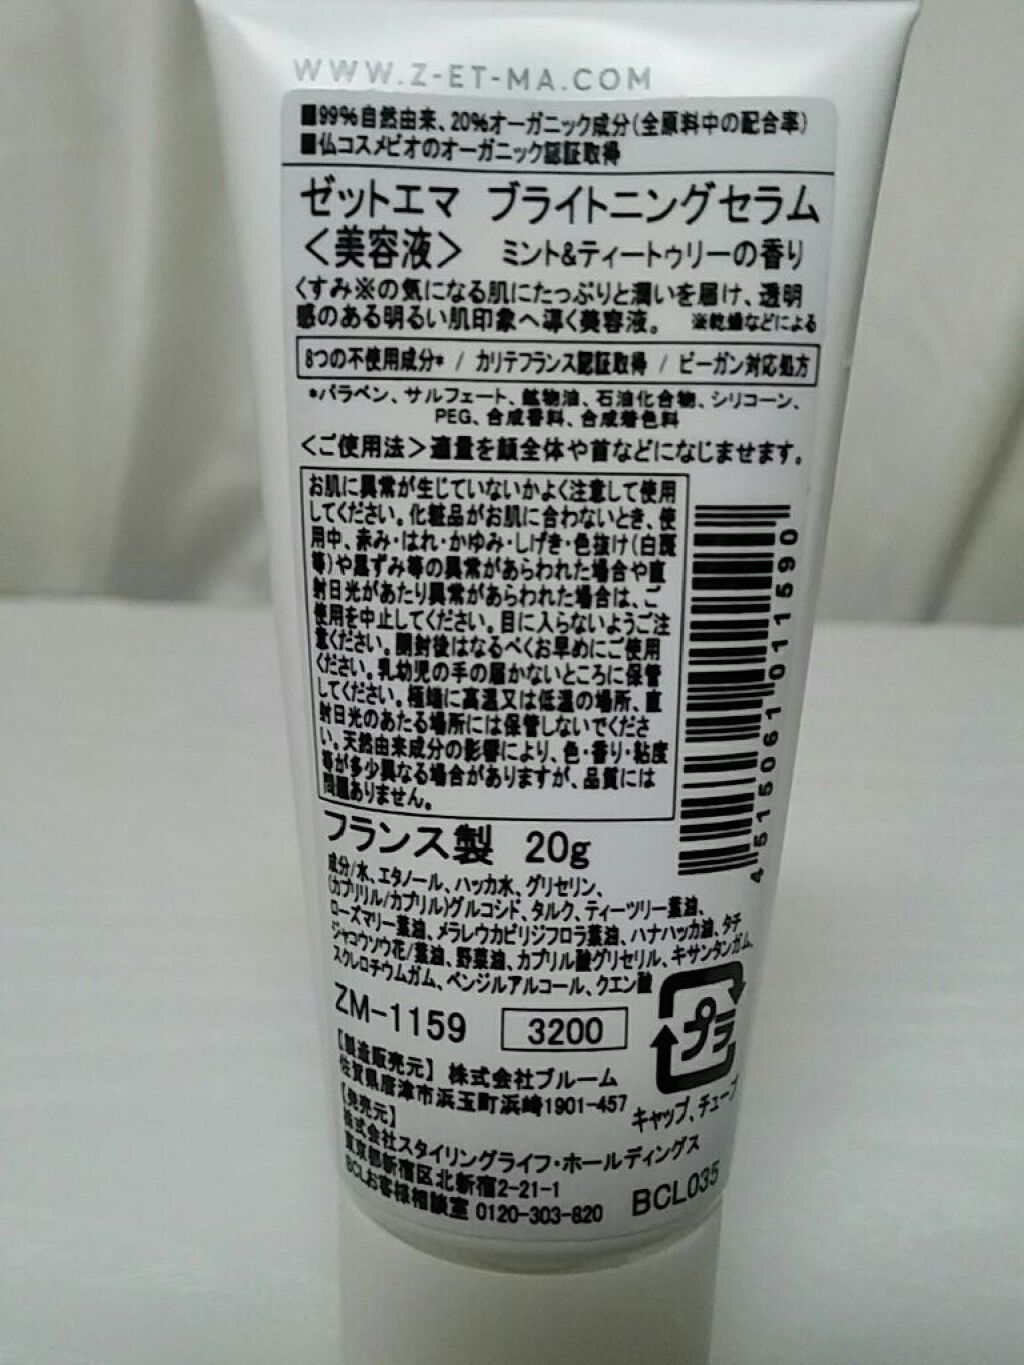 WWW.Z-ET-MA.COM
■99%自然由来、20%オーガニック成分(全原料中の配合率)
■仏コスメビオのオーガニック認証取得
ゼットエマ ブライトニングセラム
<美容液> ミント&ティートゥリーの香り
くすみ※の気になる肌にたっぷりと潤いを届け、透明
感のある明るい肌印象へ導く美容液。 ※乾燥などによる
8つの不使用成分* / カリテフランス認証取得 / ビーガン対応処方
*パラベン、サルフェート、鉱物油、石油化合物、シリコーン、
PEG、合成香料、合成着色料
<ご使用法>適量を顔全体や首などになじませます。
お肌に異常が生じていないかよく注意して使用
してください。化粧品がお肌に合わないとき、使
用中、赤み・はれ・かゆみ・しげき・色抜け(白斑
等)や黒ずみ等の異常があらわれた場合や直
射日光があたり異常があらわれた場合は、ご
使用を中止してください。目に入らないようご注
意ください。開封後はなるべくお早めにご使用
ください。乳幼児の手の届かないところに保管
してください。極端に高温又は低温の場所、直
射日光のあたる場所には保管しないでくださ
い。天然由来成分の影響により、色・香り・粘度
等が多少異なる場合がありますが、品質には
問題ありません。
4515061011590
フランス製 20g
成分/水、エタノール、ハッカ水、グリセリン、
(カプリリル/カプリル)グルコシド、タルク、ティーツリー葉油、
ローズマリー葉油、メラレウカビリジフロラ葉油、ハナハッカ油、タチ
ジャコウソウ花/葉油、野菜油、カプリル酸グリセリル、キサンタンガム、
スクレロチウムガム、ベンジルアルコール、クエン酸
ZM-1159 3200
プラ
キャップ、チューブ
【製造販売元】 株式会社ブルーム
佐賀県唐津市浜玉町浜崎1901-457
【発売元】
株式会社スタイリングライフ・ホールディングス
東京都新宿区北新宿2-21-1
BCLお客様相談室 0120-303-820
BCL035